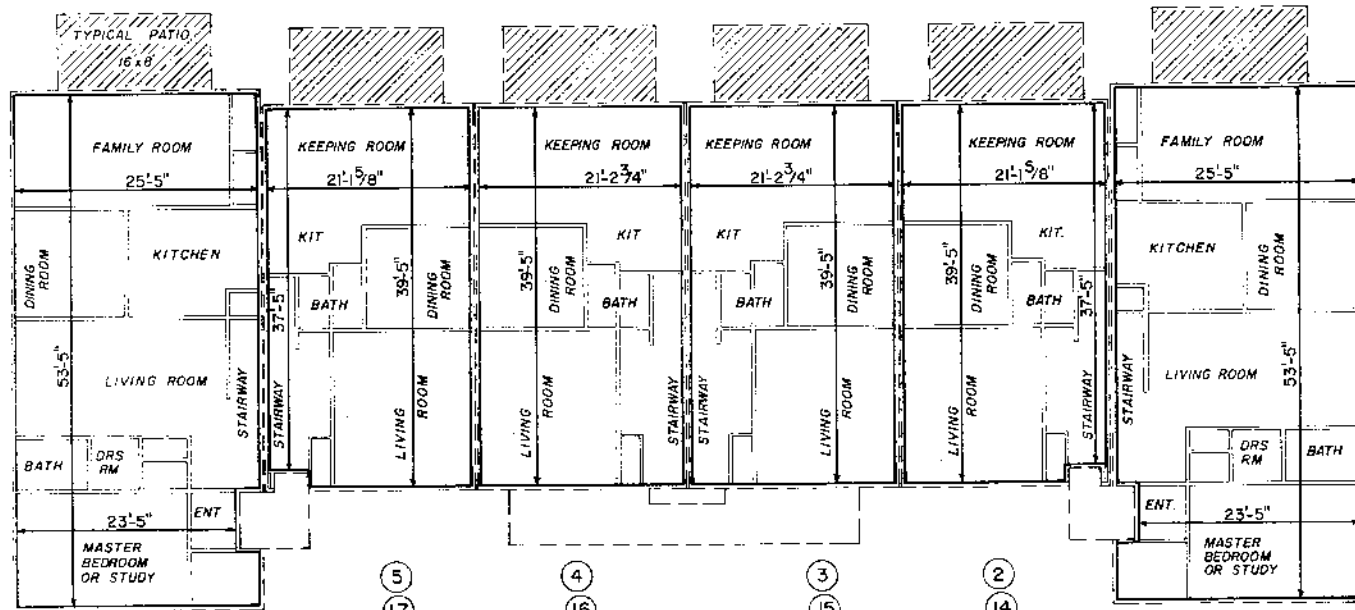 TYPICAL PATIO
16 x 8
FAMILY ROOM
25'-5"
DINING
ROOM
KITCHEN
53'-5"
LIVING ROOM
STAIRWAY
BATH
DRS
RM
ENT
23'-5"
MASTER
BEDROOM
OR STUDY
KEEPING ROOM
21'-1 5/8"
KIT
BATH
37'-5"
39'-5"
DINING
ROOM
STAIRWAY
LIVING
ROOM
5
17
KEEPING ROOM
21'-2 3/4"
KIT
39'-5"
DINING
ROOM
BATH
LIVING
ROOM
STAIRWAY
4
16
KEEPING ROOM
21'-2 3/4"
KIT
BATH
39'-5"
DINING
ROOM
STAIRWAY
LIVING
ROOM
3
15
KEEPING ROOM
21'-1 5/8"
KIT.
39'-5"
DINING
ROOM
BATH
37'-5"
LIVING
ROOM
STAIRWAY
2
14
FAMILY ROOM
25'-5"
KITCHEN
DINING
ROOM
STAIRWAY
LIVING ROOM
53'-5"
DRS
RM
BATH
ENT.
23'-5"
MASTER
BEDROOM
OR STUDY